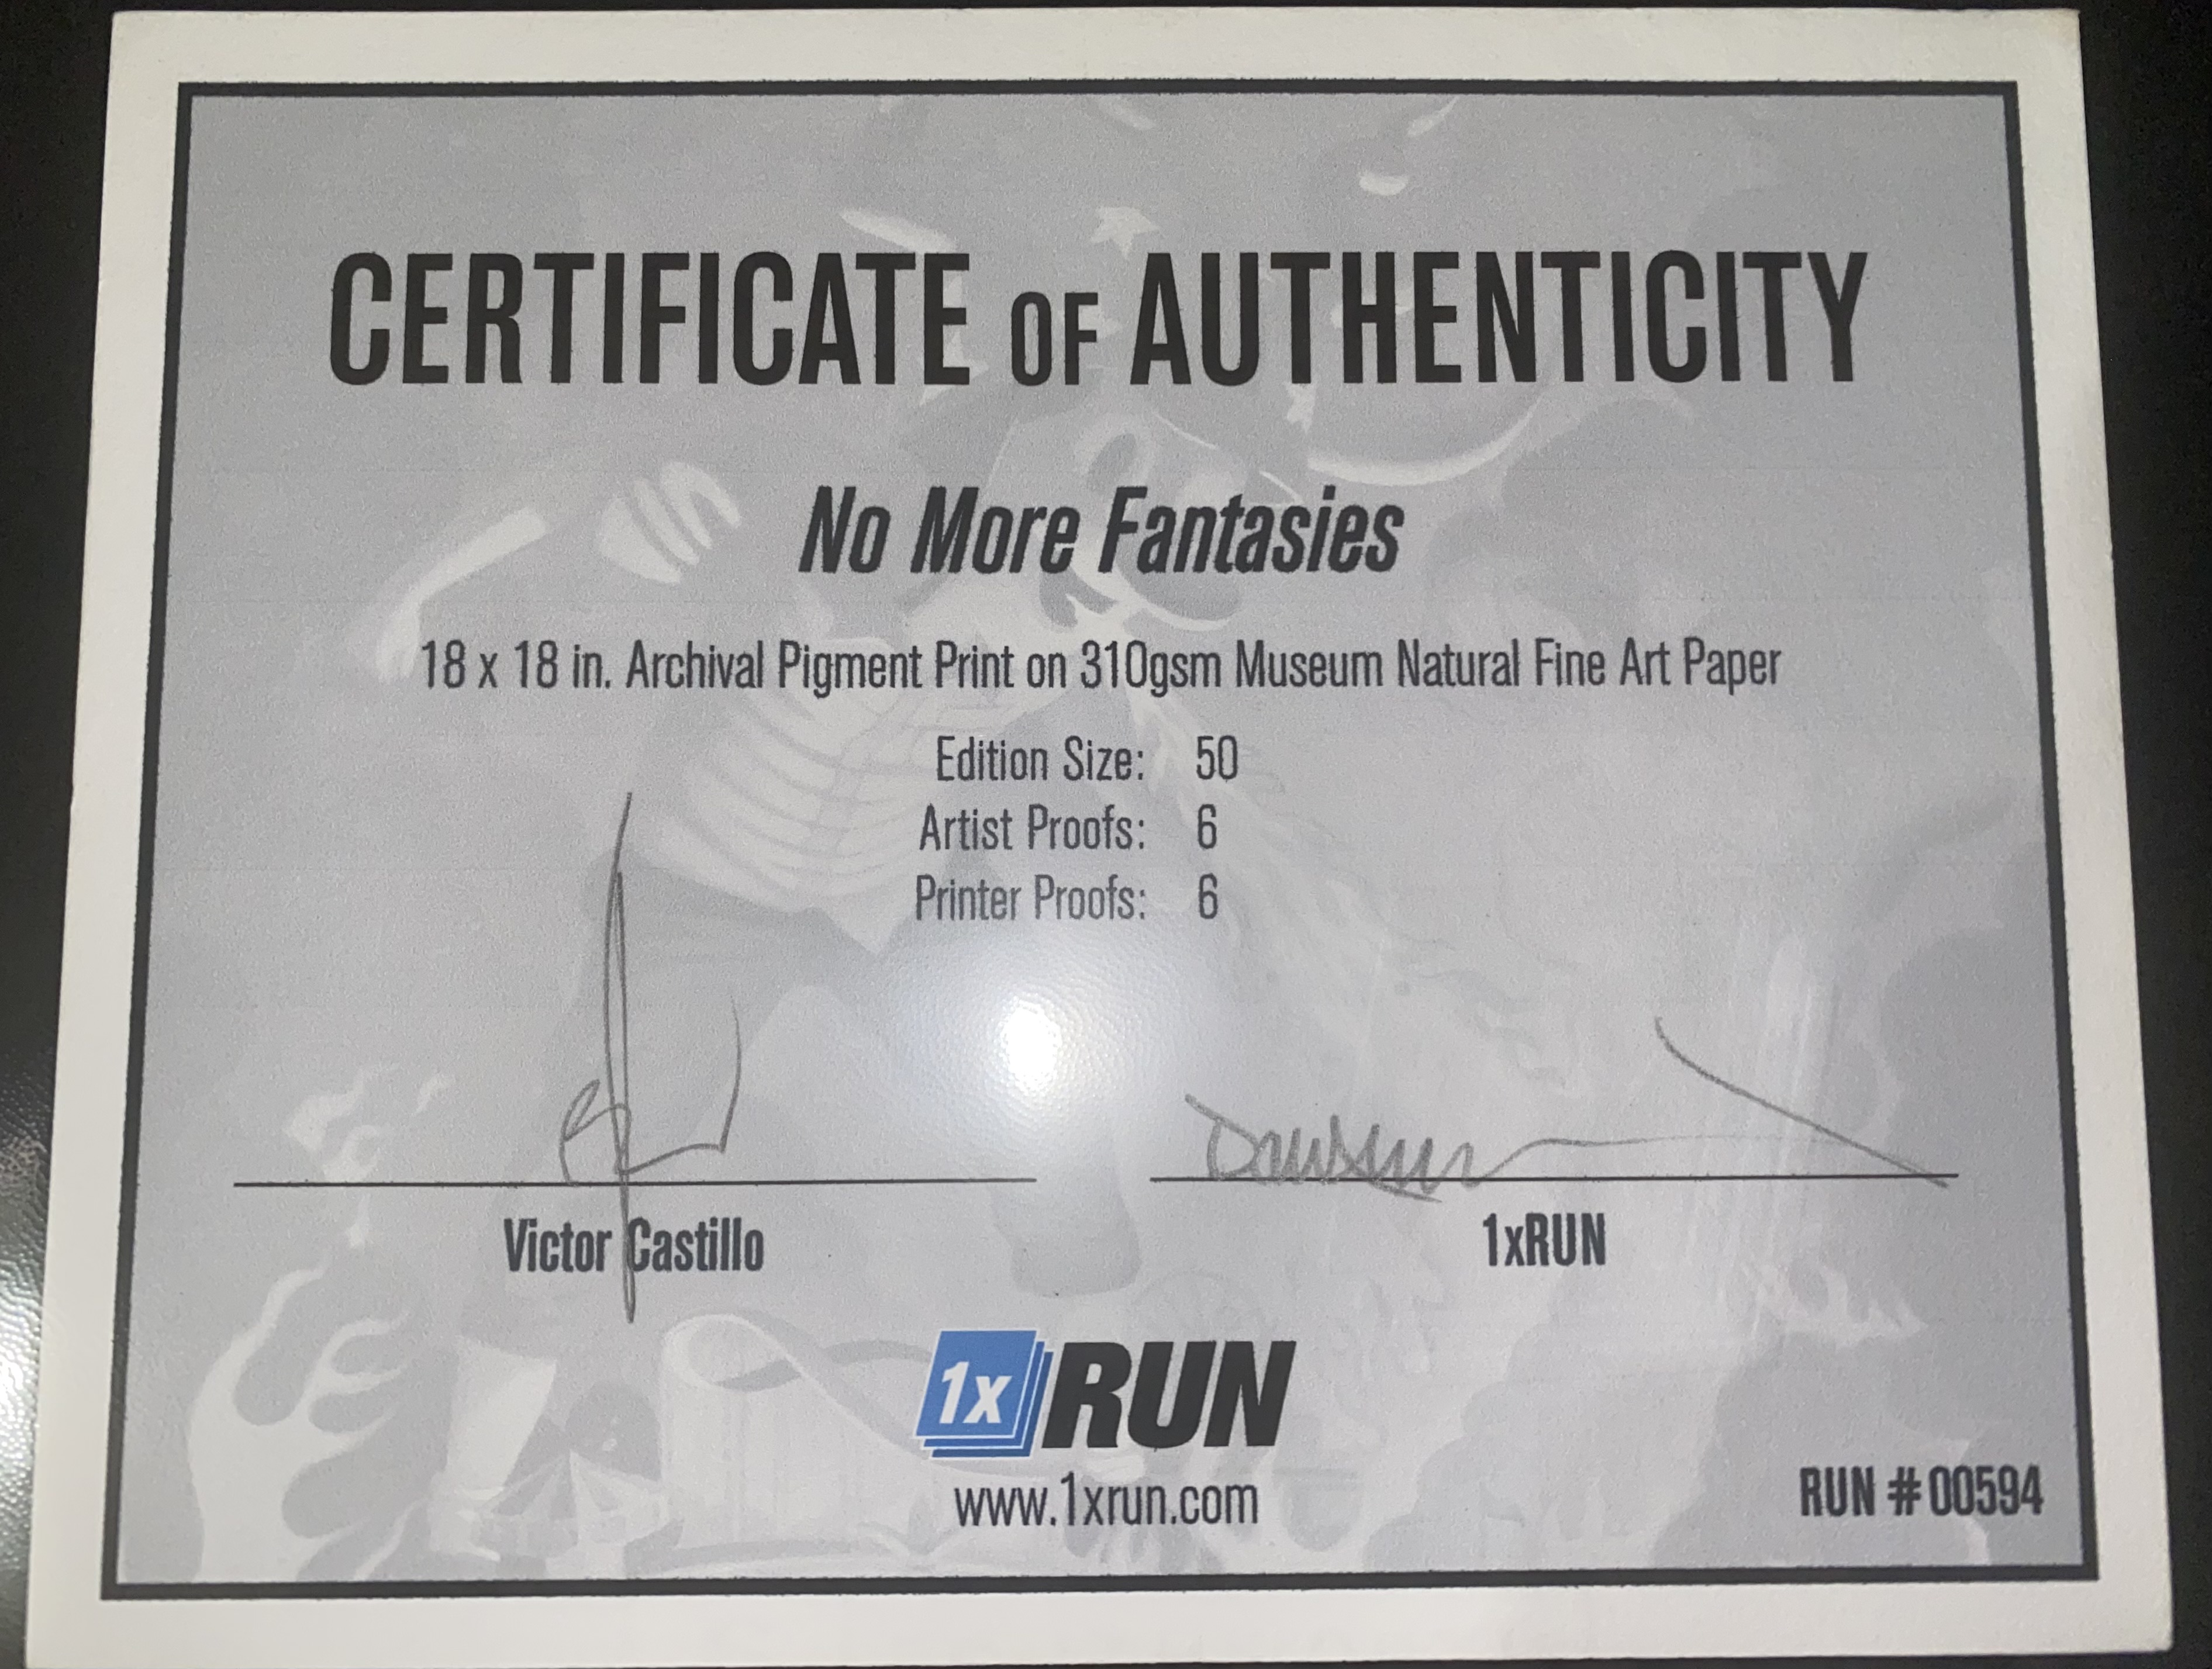 CERTIFICATE OF AUTHENTICITY
No More Fantasies
18 x 18 in. Archival Pigment Print on 310gsm Museum Natural Fine Art Paper
Edition Size: 50
Artist Proofs: 6
Printer Proofs: 6
Victor Castillo
1xRUN
1x RUN
www.1xrun.com
RUN # 00594